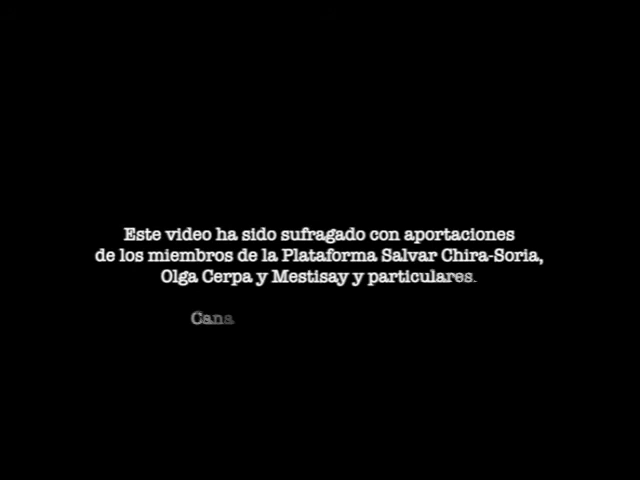 Este video ha sido sufragado con aportaciones
de los miembros de la Plataforma Salvar Chira-Soria,
Olga Cerpa y Mestisay y particulares.
Cana